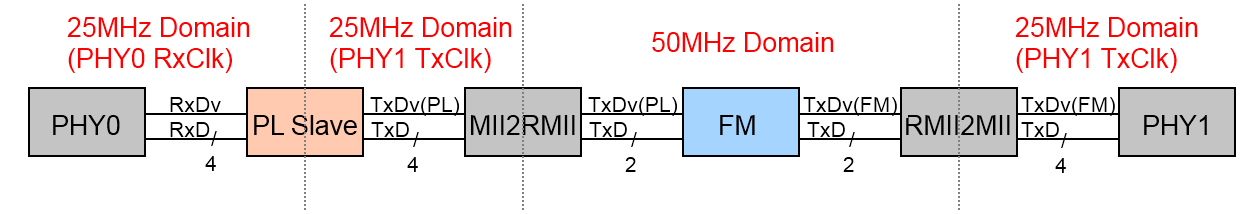 25MHz Domain
(PHY0 RxClk)
25MHz Domain
(PHY1 TxClk)
50MHz Domain
25MHz Domain
(PHY1 TxClk)
PHY0
RxDv
RxD
4
PL Slave
TxDv(PL)
TxD
4
MII2RMII
TxDv(PL)
TxD
2
FM
TxDv(FM)
TxD
2
RMII2MII
TxDv(FM)
TxD
4
PHY1